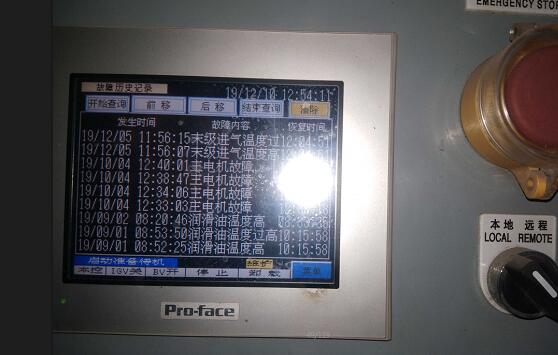 EMERGENCY STOP
故障历史记录
19/12/10 12:54:11
开始查询 前移 后移 结束查询 清除
发生时间 故障内容 恢复时间
19/12/05 11:56:15末级进气温度过12:04:51
19/12/05 11:56:07末级进气温度高
19/10/04 12:40:01主电机故障
19/10/04 12:38:47主电机故障
19/10/04 12:34:06主电机故障
19/10/04 12:33:03主电机故障
19/09/02 08:20:46润滑油温度高
19/09/01 08:53:50润滑油温度过高10:15:58
19/09/01 08:52:25润滑油温度高 10:15:58
启动准备待机 维护
本控 IGV关 BV开 停止 卸载 菜单
Pro-face
本地 远程
LOCAL REMOTE